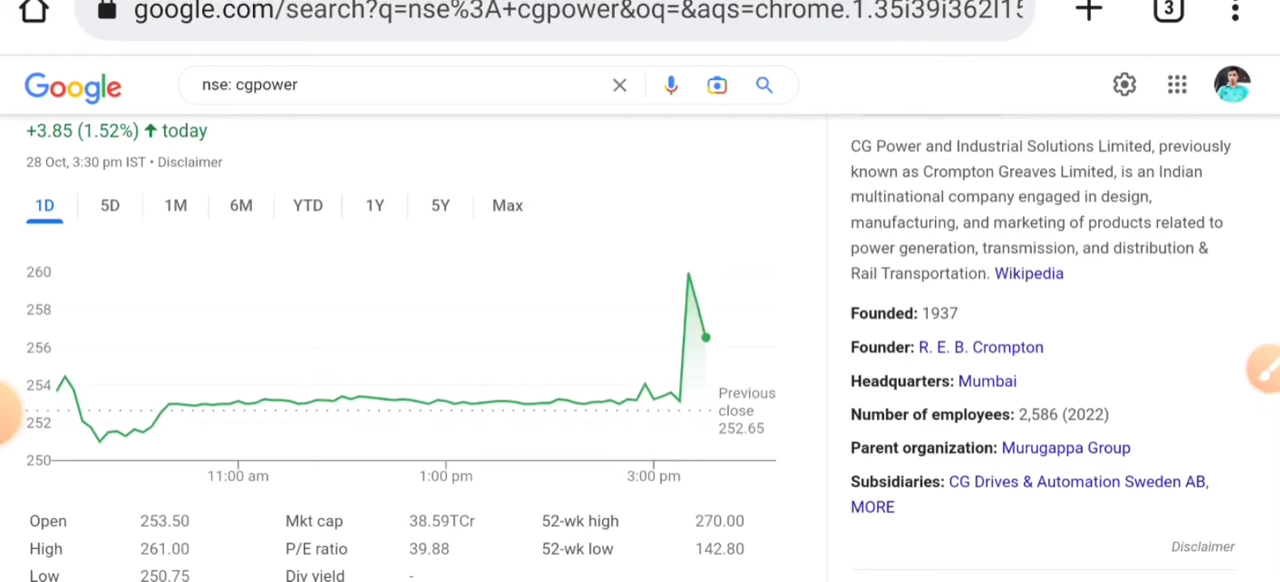 google.com/search?q=nse%3A+cgpower&oq=&aqs=chrome.1.35i39i362l15
3
Google
nse: cgpower
+3.85 (1.52%) ↑ today
28 Oct, 3:30 pm IST • Disclaimer
1D 5D 1M 6M YTD 1Y 5Y Max
260
258
256
254
252
250
Previous
close
252.65
11:00 am 1:00 pm 3:00 pm
Open 253.50 Mkt cap 38.59TCr 52-wk high 270.00
High 261.00 P/E ratio 39.88 52-wk low 142.80
Low 250.75 Div yield -
CG Power and Industrial Solutions Limited, previously
known as Crompton Greaves Limited, is an Indian
multinational company engaged in design,
manufacturing, and marketing of products related to
power generation, transmission, and distribution &
Rail Transportation. Wikipedia
Founded: 1937
Founder: R. E. B. Crompton
Headquarters: Mumbai
Number of employees: 2,586 (2022)
Parent organization: Murugappa Group
Subsidiaries: CG Drives & Automation Sweden AB,
MORE
Disclaimer